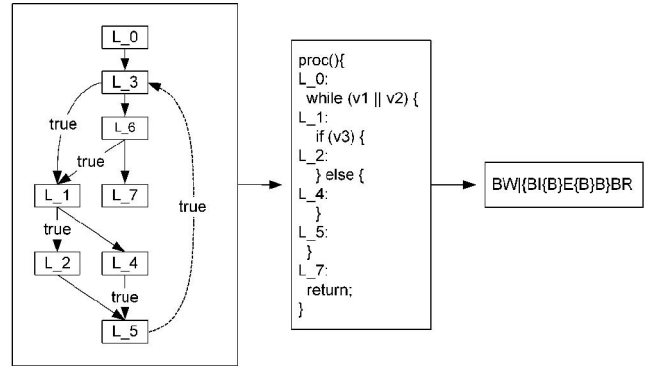 L_0
L_3
true
L_6
true
L_1
L_7
true
true
L_2
L_4
true
L_5
proc(){
L_0:
while (v1 || v2) {
L_1:
if (v3) {
L_2:
} else {
L_4:
}
L_5:
}
L_7:
return;
}
BW|{BI{B}E{B}B}BR